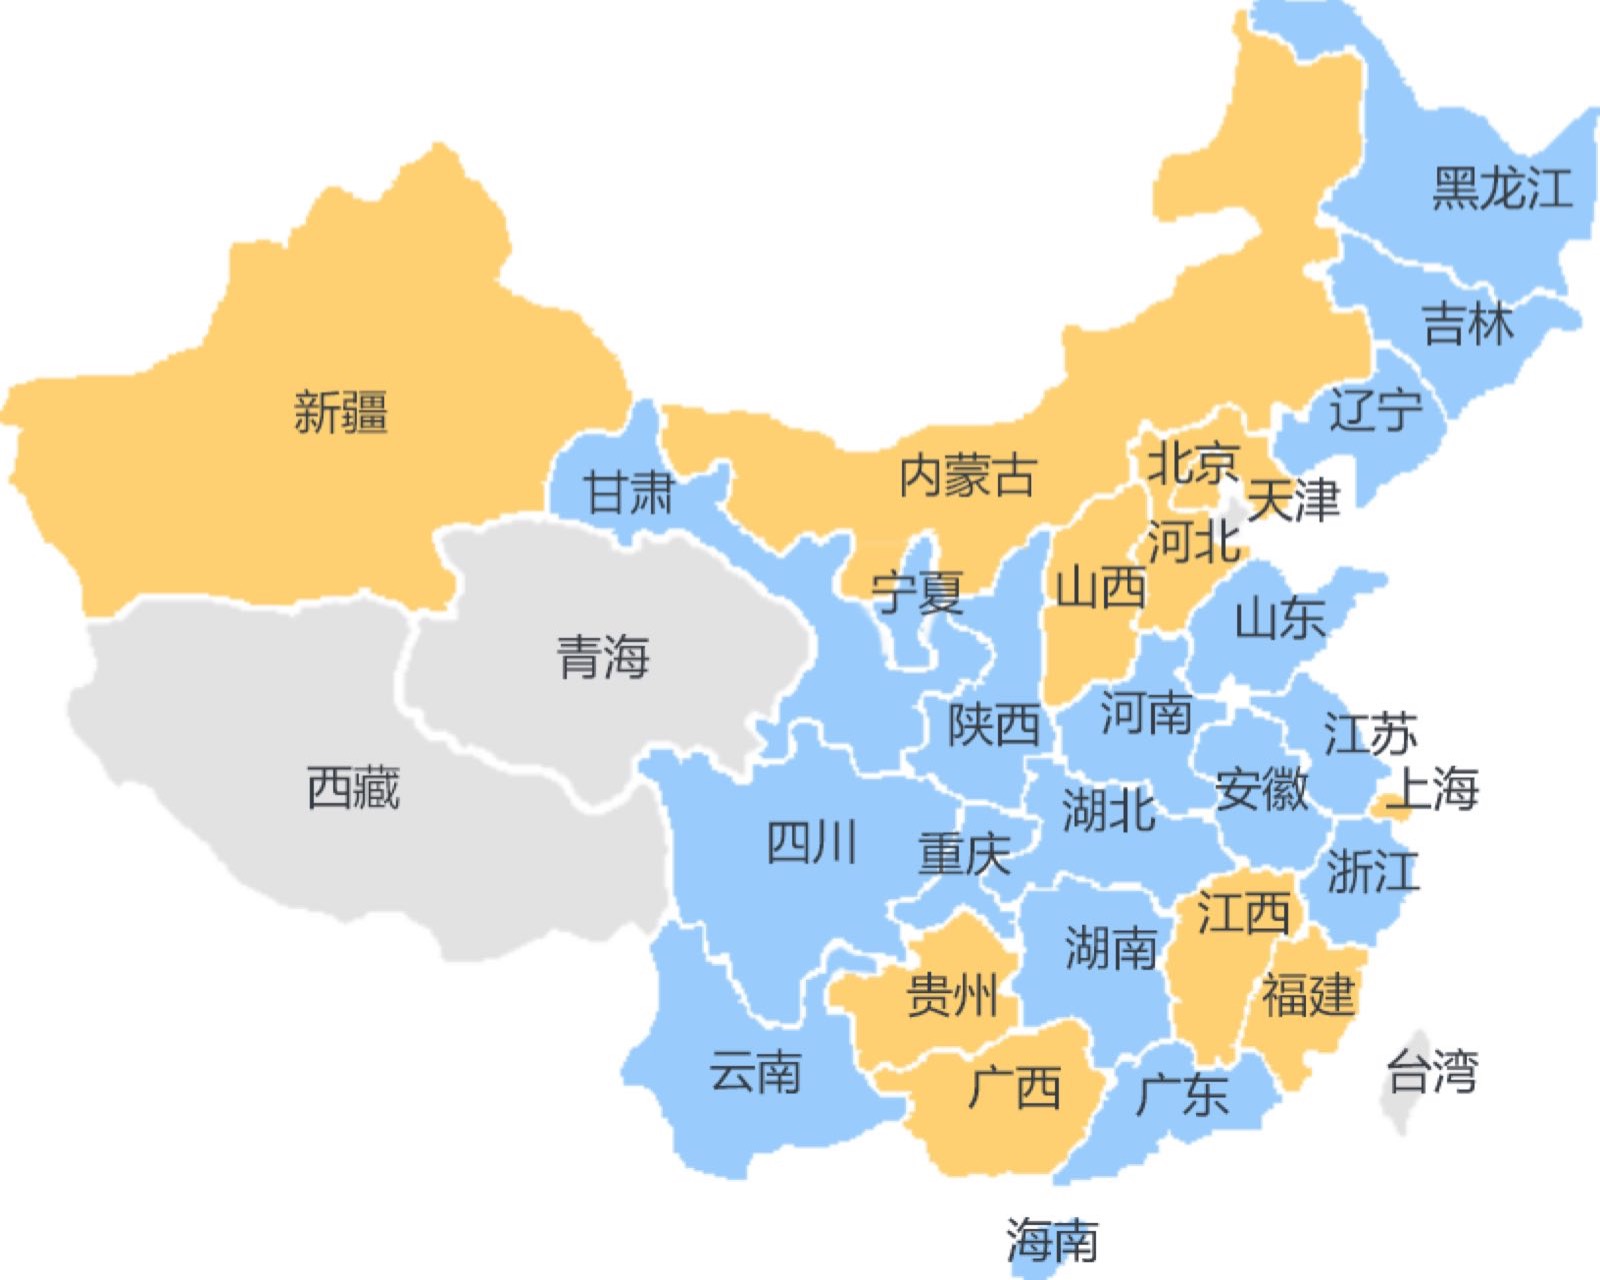 黑龙江
吉林
新疆
辽宁
北京
内蒙古
甘肃
天津
河北
山西
宁夏
山东
青海
河南
陕西
江苏
西藏
安徽
上海
湖北
四川
重庆
浙江
江西
湖南
贵州
福建
云南
台湾
广西
广东
海南